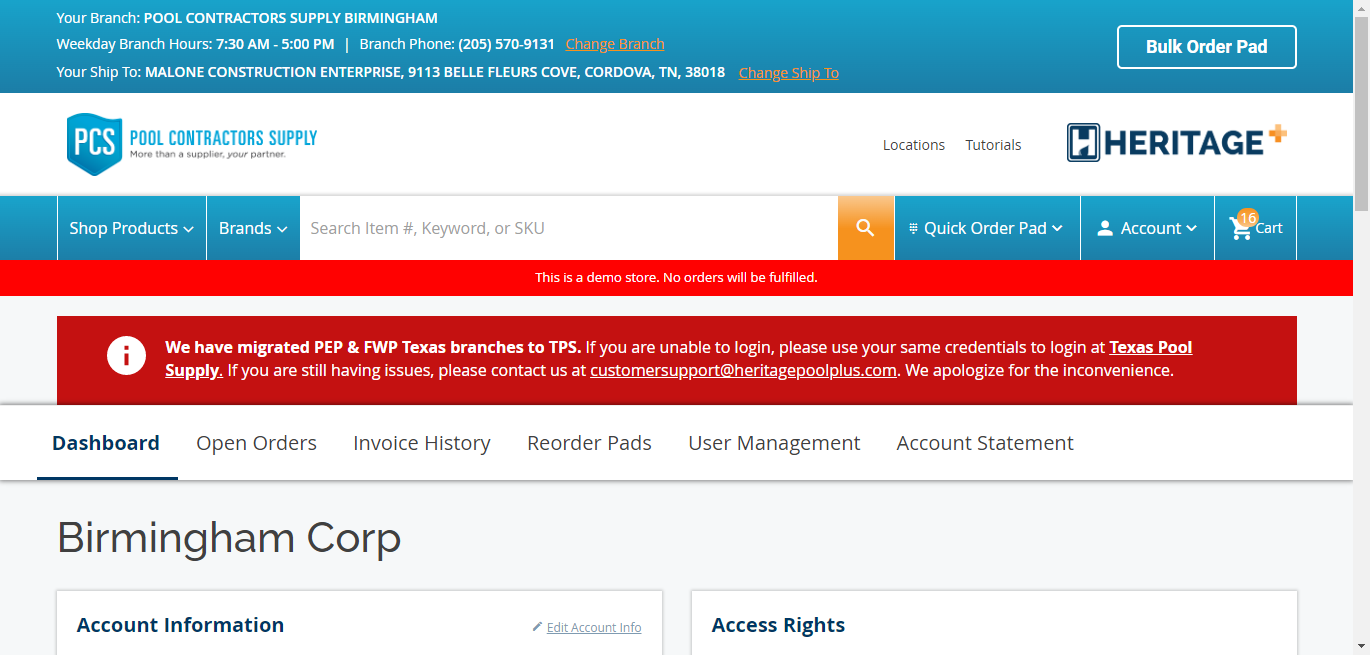 Your Branch: POOL CONTRACTORS SUPPLY BIRMINGHAM
Weekday Branch Hours: 7:30 AM - 5:00 PM | Branch Phone: (205) 570-9131 Change Branch
Your Ship To: MALONE CONSTRUCTION ENTERPRISE, 9113 BELLE FLEURS COVE, CORDOVA, TN, 38018 Change Ship To
Bulk Order Pad
PCS POOL CONTRACTORS SUPPLY
More than a supplier, your partner.
Locations Tutorials
H HERITAGE+
Shop Products Brands Search Item #, Keyword, or SKU Quick Order Pad Account 16 Cart
This is a demo store. No orders will be fulfilled.
We have migrated PEP & FWP Texas branches to TPS. If you are unable to login, please use your same credentials to login at Texas Pool
Supply. If you are still having issues, please contact us at customersupport@heritagepoolplus.com. We apologize for the inconvenience.
Dashboard Open Orders Invoice History Reorder Pads User Management Account Statement
Birmingham Corp
Account Information Edit Account Info
Access Rights